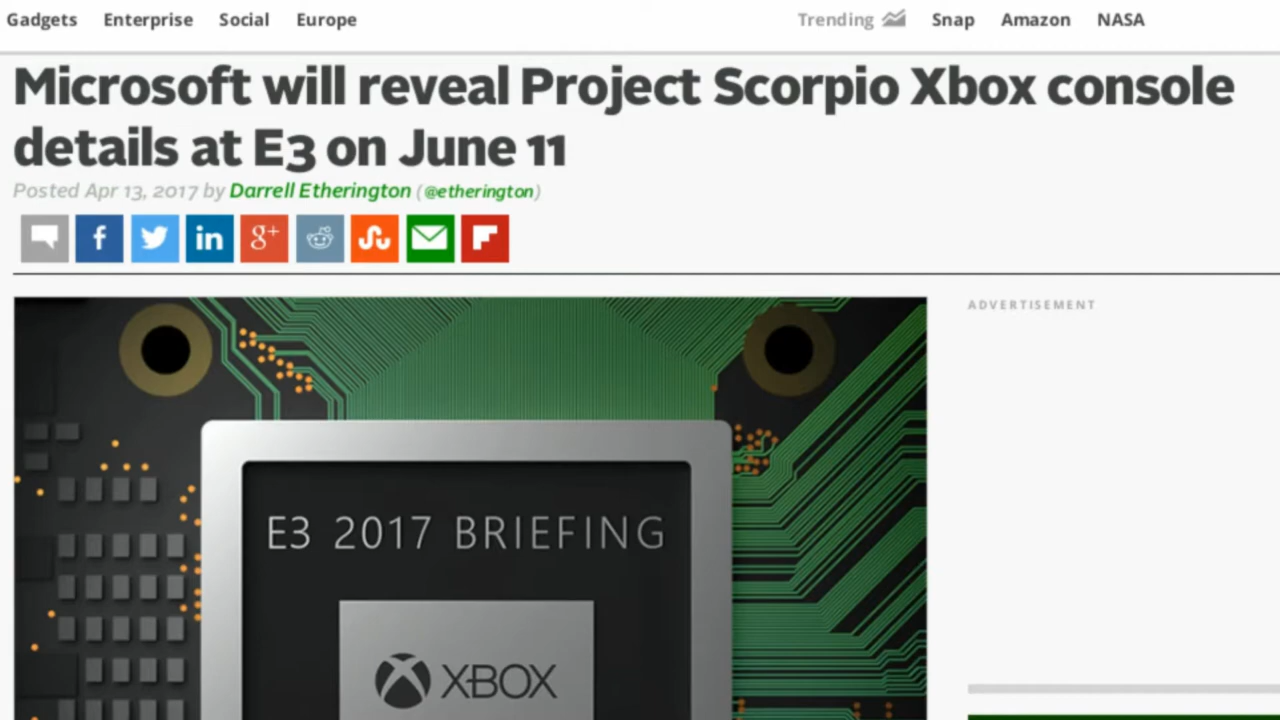 Gadgets Enterprise Social Europe Trending Snap Amazon NASA
Microsoft will reveal Project Scorpio Xbox console
details at E3 on June 11
Posted Apr 13, 2017 by Darrell Etherington (@etherington)
f in g+
ADVERTISEMENT
E3 2017 BRIEFING
XBOX